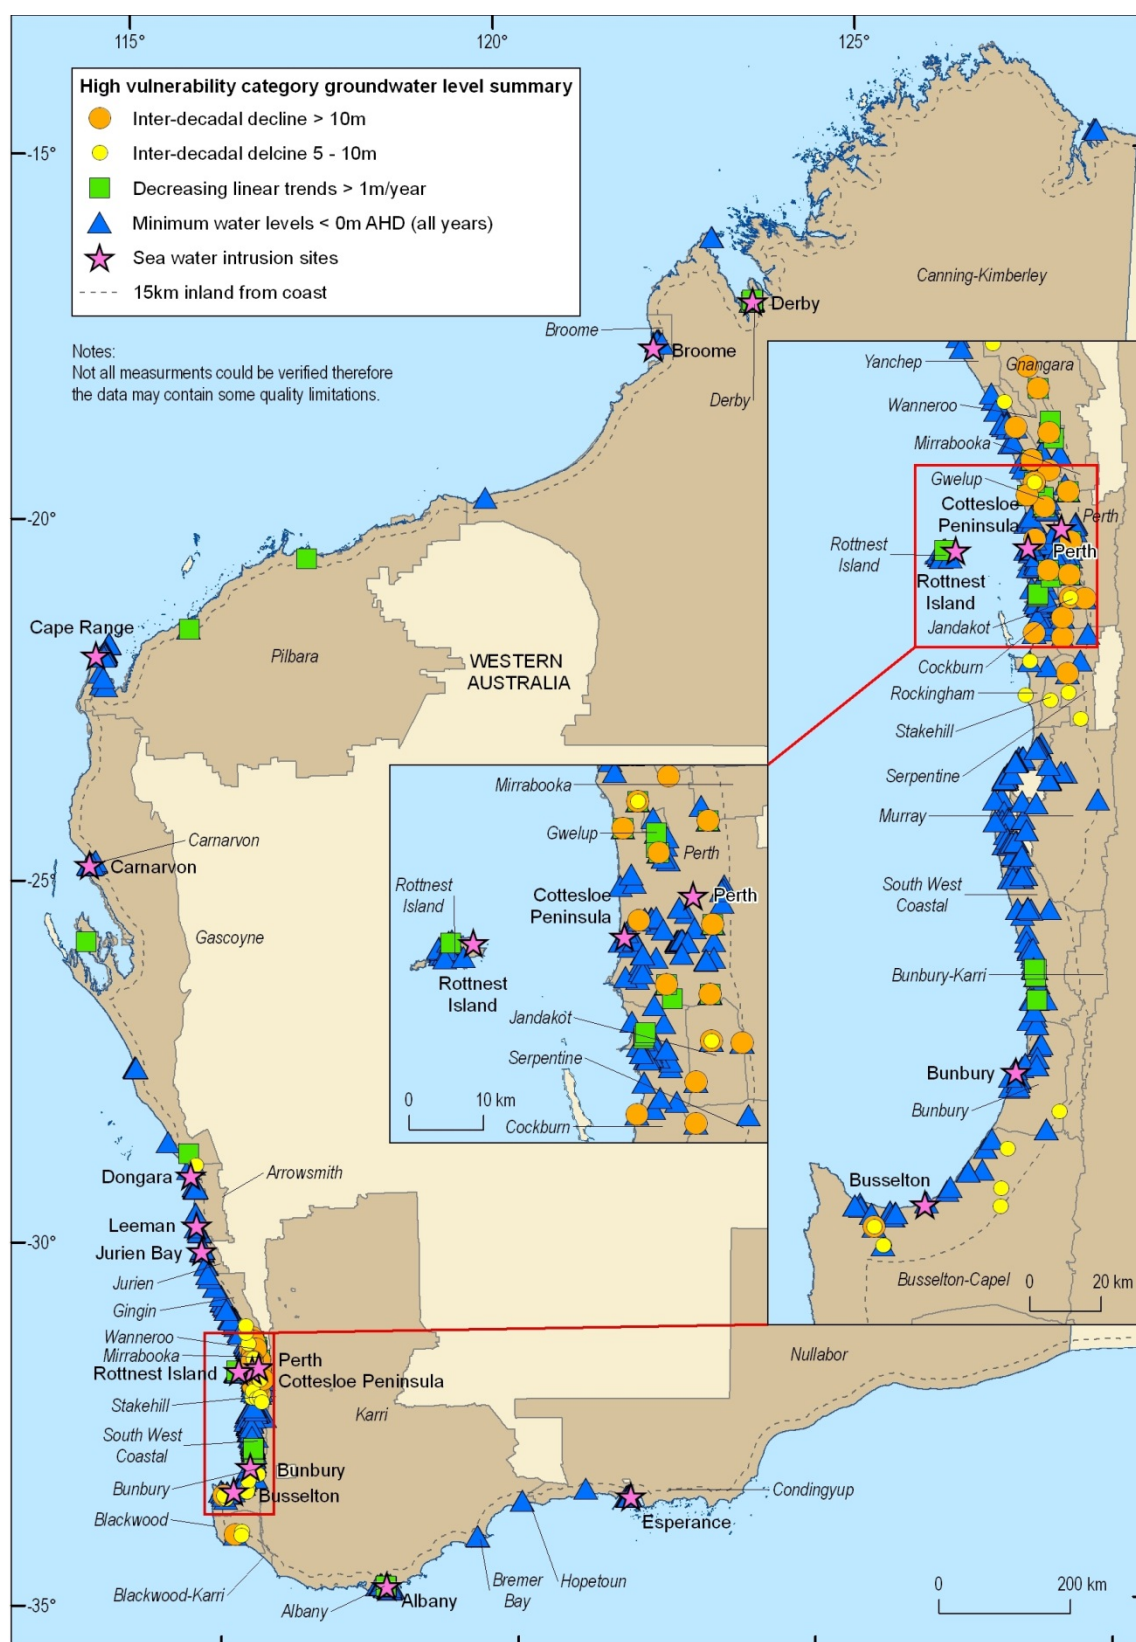 115°
120°
125°
High vulnerability category groundwater level summary
Inter-decadal decline > 10m
Inter-decadal delcine 5 - 10m
Decreasing linear trends > 1m/year
Minimum water levels < 0m AHD (all years)
Sea water intrusion sites
15km inland from coast
Notes:
Not all measurments could be verified therefore
the data may contain some quality limitations.
-15°
-20°
-25°
-30°
-35°
Canning-Kimberley
Derby
Broome
Broome
Derby
Cape Range
Pilbara
WESTERN
AUSTRALIA
Carnarvon
Carnarvon
Gascoyne
Dongara
Arrowsmith
Leeman
Jurien Bay
Jurien
Gingin
Wanneroo
Mirrabooka
Rottnest Island
Perth
Cottesloe Peninsula
Stakehill
Karri
South West
Coastal
Bunbury
Bunbury
Busselton
Blackwood
Blackwood-Karri
Albany
Albany
Bremer
Bay
Hopetoun
Esperance
Condingyup
Nullabor
0
200 km
Mirrabooka
Gwelup
Perth
Rottnest
Island
Cottesloe
Peninsula
Perth
Rottnest
Island
Jandakot
Serpentine
0
10 km
Cockburn
Yanchep
Gnangara
Wanneroo
Mirrabooka
Gwelup
Cottesloe
Peninsula
Perth
Rottnest
Island
Perth
Rottnest
Island
Jandakot
Cockburn
Rockingham
Stakehill
Serpentine
Murray
South West
Coastal
Bunbury-Karri
Bunbury
Bunbury
Busselton
Busselton-Capel
0
20 km